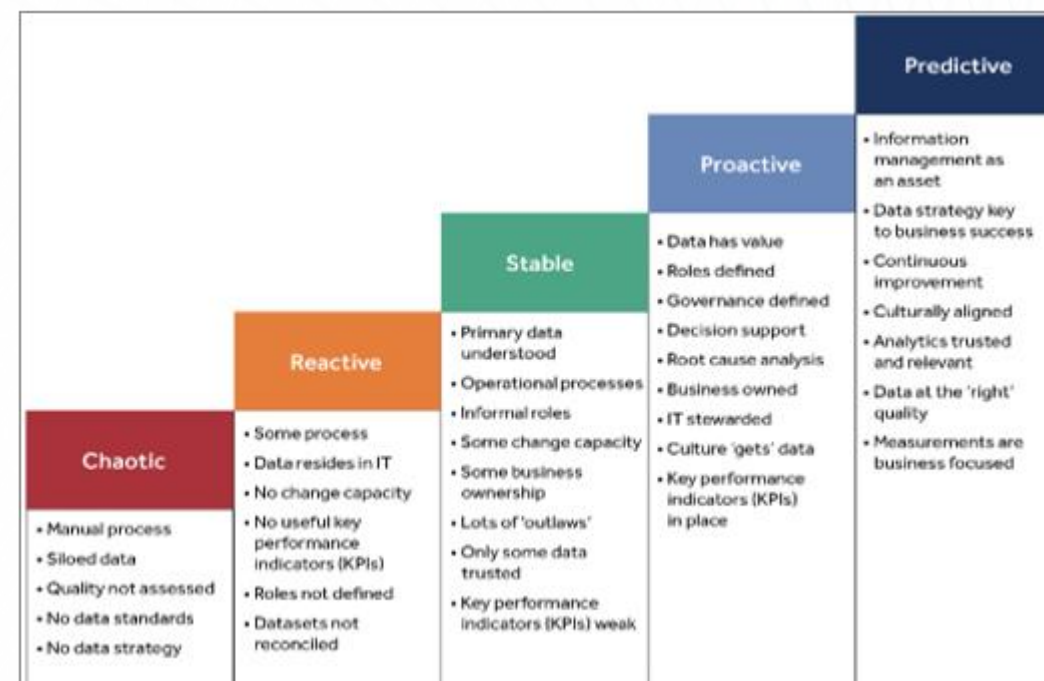 Chaotic
• Manual process
• Siloed data
• Quality not assessed
• No data standards
• No data strategy
Reactive
• Some process
• Data resides in IT
• No change capacity
• No useful key
performance
indicators (KPIs)
• Roles not defined
• Datasets not
reconciled
Stable
• Primary data
understood
• Operational processes
• Informal roles
• Some change capacity
• Some business
ownership
• Lots of 'outlaws'
• Only some data
trusted
• Key performance
indicators (KPIs) weak
Proactive
• Data has value
• Roles defined
• Governance defined
• Decision support
• Root cause analysis
• Business owned
• IT stewarded
• Culture 'gets' data
• Key performance
indicators (KPIs)
in place
Predictive
• Information
management as
an asset
• Data strategy key
to business success
• Continuous
improvement
• Culturally aligned
• Analytics trusted
and relevant
• Data at the 'right'
quality
• Measurements are
business focused